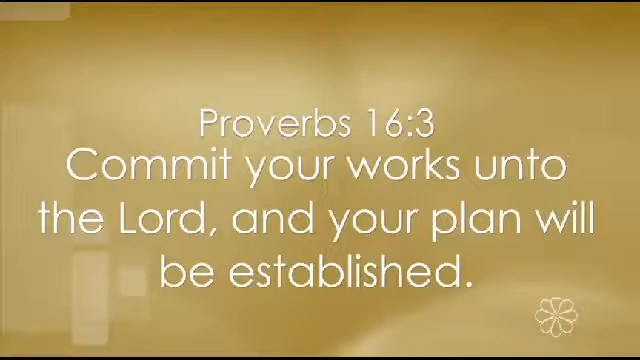 Proverbs 16:3
Commit your works unto
the Lord, and your plan will
be established.